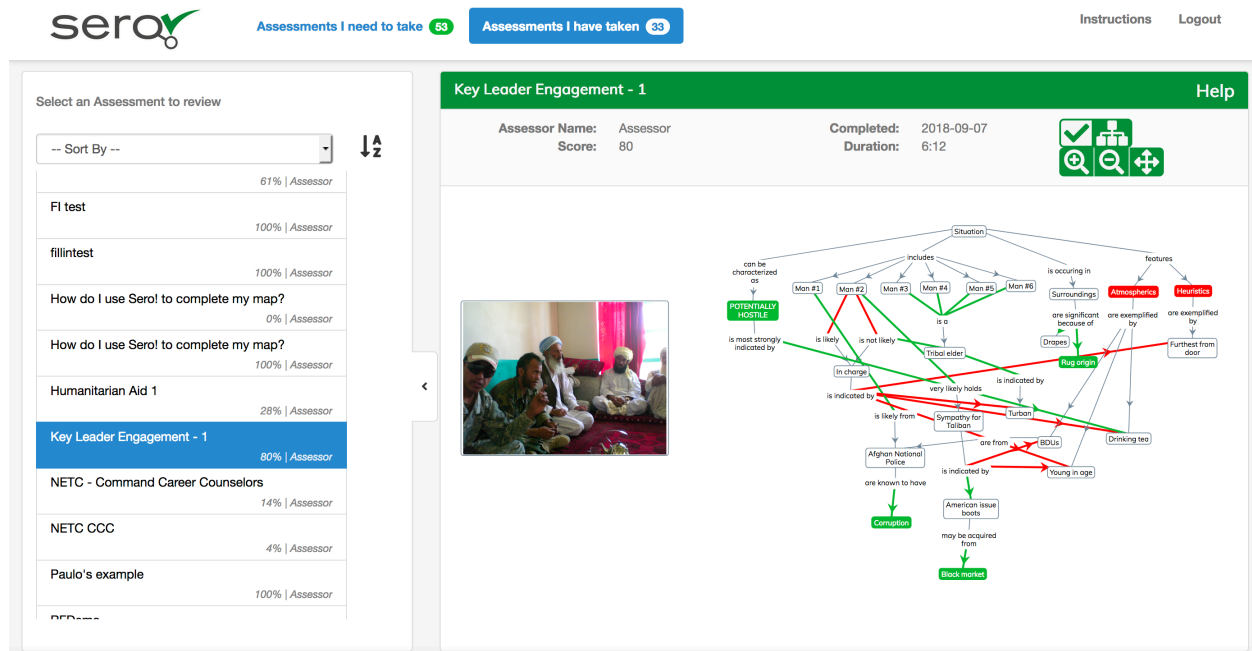 sero
Assessments I need to take 53
Assessments I have taken 33
Instructions
Logout
Select an Assessment to review
-- Sort By --
A
Z
61% | Assessor
FI test
100% | Assessor
fillintest
100% | Assessor
How do I use Sero! to complete my map?
0% | Assessor
How do I use Sero! to complete my map?
100% | Assessor
Humanitarian Aid 1
28% | Assessor
Key Leader Engagement - 1
80% | Assessor
NETC - Command Career Counselors
14% | Assessor
NETC CCC
4% | Assessor
Paulo's example
100% | Assessor
Key Leader Engagement - 1
Help
Assessor Name: Assessor
Completed: 2018-09-07
Score: 80
Duration: 6:12
Situation
can be
characterized
as
includes
is occuring in
features
Man #1
Man #2
Man #3
Man #4
Man #5
Man #6
Surroundings
Atmospherics
Heuristics
POTENTIALLY
HOSTILE
are significant
because of
are exemplified
by
are exemplified
by
is a
is most strongly
indicated by
is likely
is not likely
Tribal elder
Drapes
Rug origin
Furthest from
door
In charge
is indicated by
very likely holds
is indicated by
is likely from
Sympathy for
Taliban
Turban
are from
BDUs
Drinking tea
Afghan National
Police
is indicated by
Young in age
are known to have
American issue
boots
Corruption
may be acquired
from
Black market